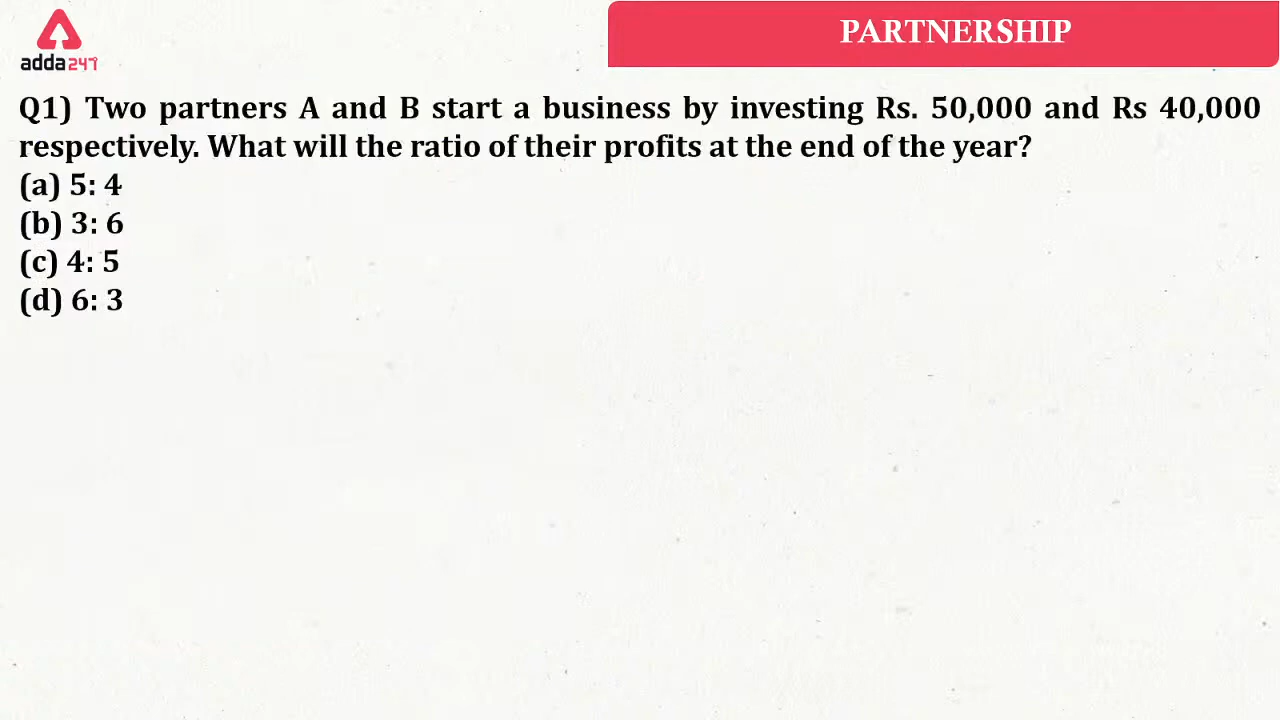 PARTNERSHIP
adda247
Q1) Two partners A and B start a business by investing Rs. 50,000 and Rs 40,000
respectively. What will the ratio of their profits at the end of the year?
(a) 5: 4
(b) 3: 6
(c) 4: 5
(d) 6: 3